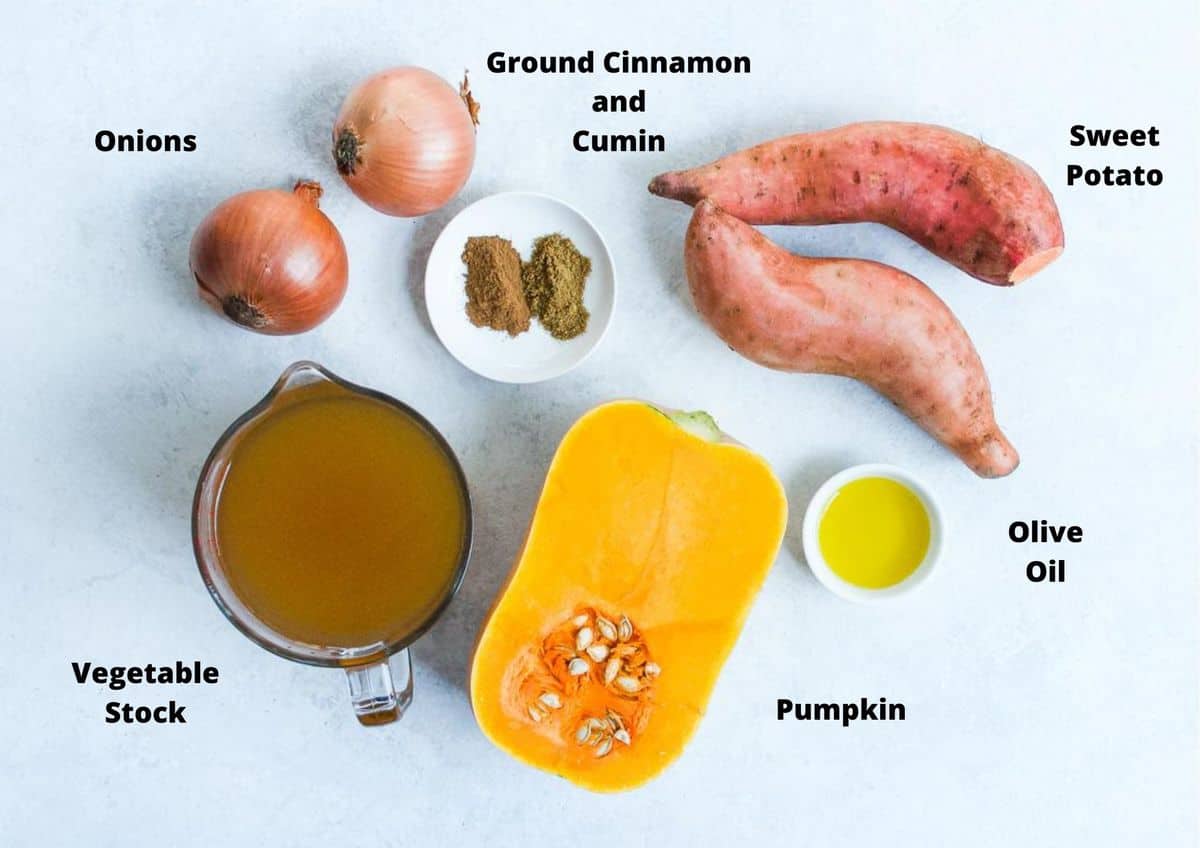 Ground Cinnamon
and
Cumin
Onions
Sweet
Potato
Olive
Oil
Vegetable
Stock
Pumpkin